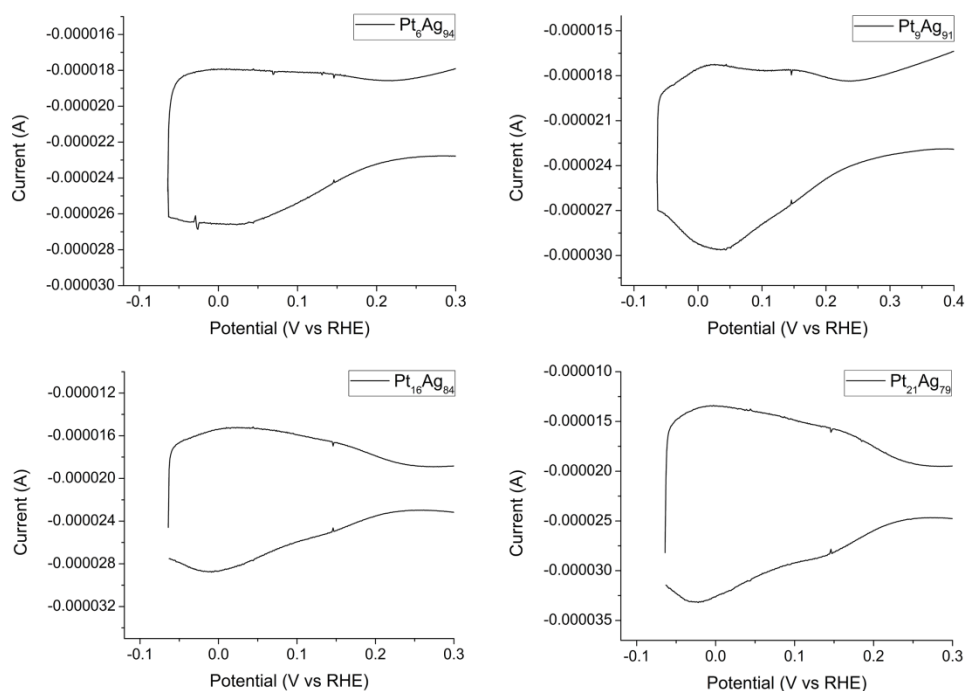 Pt6Ag94
-0.000016
-0.000018
-0.000020
-0.000022
-0.000024
-0.000026
-0.000028
-0.000030
Current (A)
-0.1 0.0 0.1 0.2 0.3
Potential (V vs RHE)
Pt9Ag91
-0.000015
-0.000018
-0.000021
-0.000024
-0.000027
-0.000030
Current (A)
-0.1 0.0 0.1 0.2 0.3 0.4
Potential (V vs RHE)
Pt16Ag84
-0.000012
-0.000016
-0.000020
-0.000024
-0.000028
-0.000032
Current (A)
-0.1 0.0 0.1 0.2 0.3
Potential (V vs RHE)
Pt21Ag79
-0.000010
-0.000015
-0.000020
-0.000025
-0.000030
-0.000035
Current (A)
-0.1 0.0 0.1 0.2 0.3
Potential (V vs RHE)